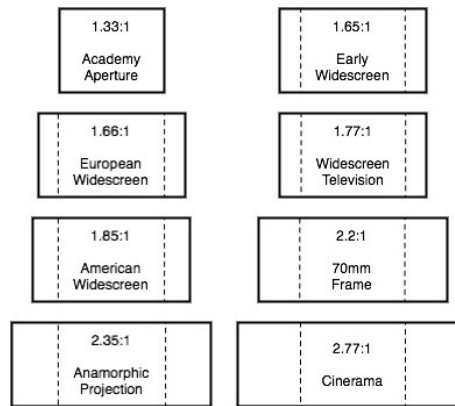 1.33:1
Academy
Aperture
1.65:1
Early
Widescreen
1.66:1
European
Widescreen
1.77:1
Widescreen
Television
1.85:1
American
Widescreen
2.2:1
70mm
Frame
2.35:1
Anamorphic
Projection
2.77:1
Cinerama